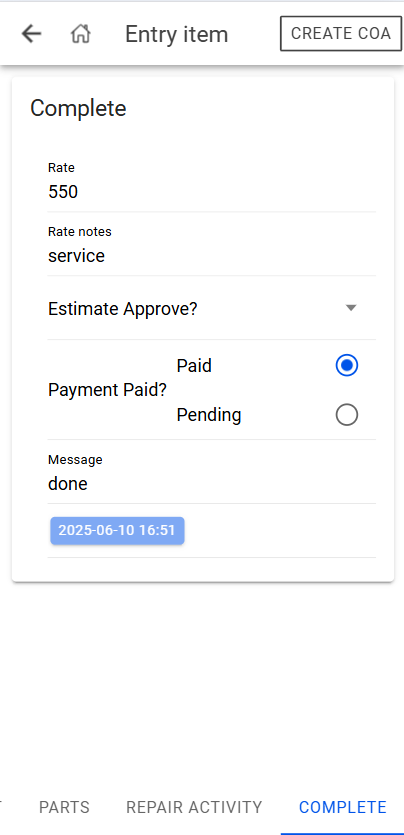 Entry item
CREATE COA
Complete
Rate
550
Rate notes
service
Estimate Approve?
Paid
Payment Paid?
Pending
Message
done
2025-06-10 16:51
PARTS
REPAIR ACTIVITY
COMPLETE